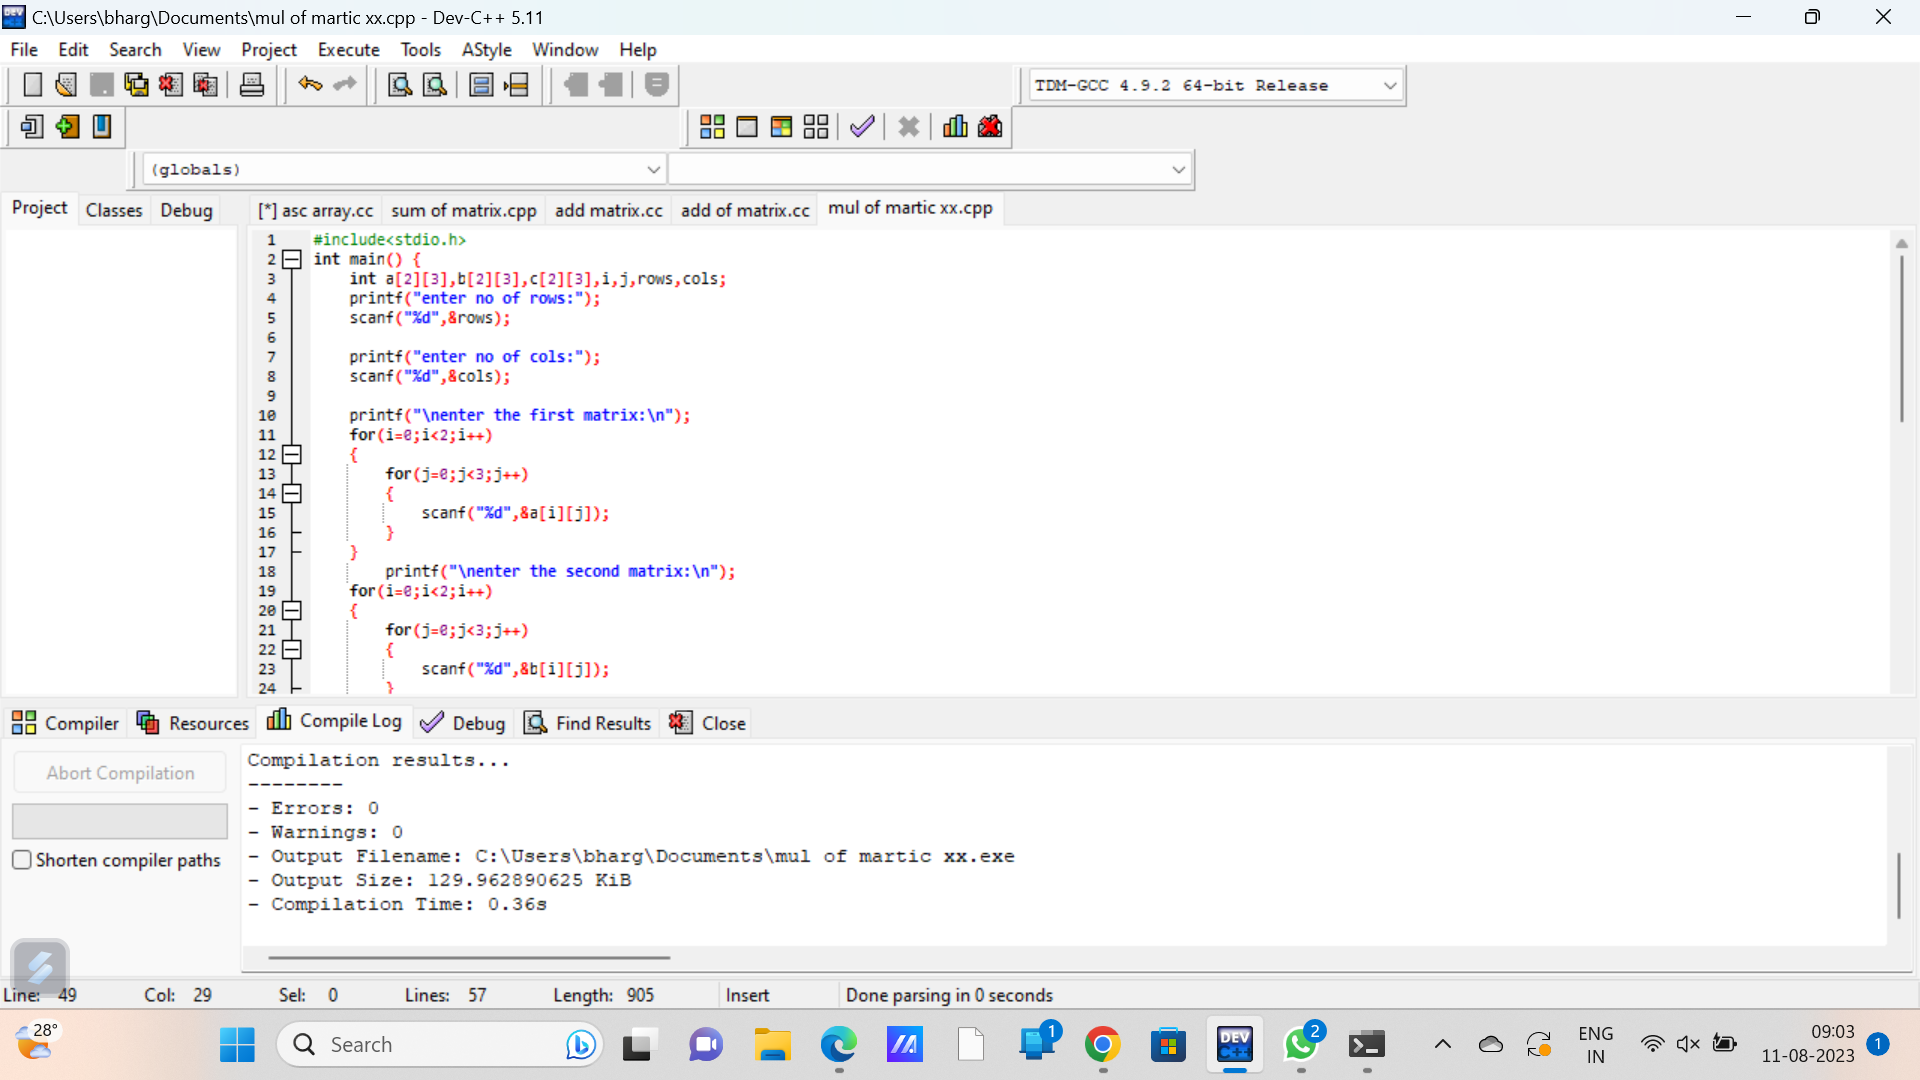 C:\Users\bharg\Documents\mul of martic xx.cpp - Dev-C++ 5.11
File Edit Search View Project Execute Tools AStyle Window Help
TDM-GCC 4.9.2 64-bit Release
(globals)
Project Classes Debug [*] asc array.cc sum of matrix.cpp add matrix.cc add of matrix.cc mul of martic xx.cpp
1 #include<stdio.h>
2 int main() {
3 int a[2][3],b[2][3],c[2][3],i,j,rows,cols;
4 printf("enter no of rows:");
5 scanf("%d",&rows);
6
7 printf("enter no of cols:");
8 scanf("%d",&cols);
9
10 printf("\nenter the first matrix:\n");
11 for(i=0;i<2;i++)
12 {
13 for(j=0;j<3;j++)
14 {
15 scanf("%d",&a[i][j]);
16 }
17 }
18 printf("\nenter the second matrix:\n");
19 for(i=0;i<2;i++)
20 {
21 for(j=0;j<3;j++)
22 {
23 scanf("%d",&b[i][j]);
24 }
Compiler Resources Compile Log Debug Find Results Close
Abort Compilation
Shorten compiler paths
Compilation results...
--------
- Errors: 0
- Warnings: 0
- Output Filename: C:\Users\bharg\Documents\mul of martic xx.exe
- Output Size: 129.962890625 KiB
- Compilation Time: 0.36s
Line: 49 Col: 29 Sel: 0 Lines: 57 Length: 905 Insert Done parsing in 0 seconds
28°
Search
1
DEV C++
2
ENG
IN
09:03
11-08-2023
1